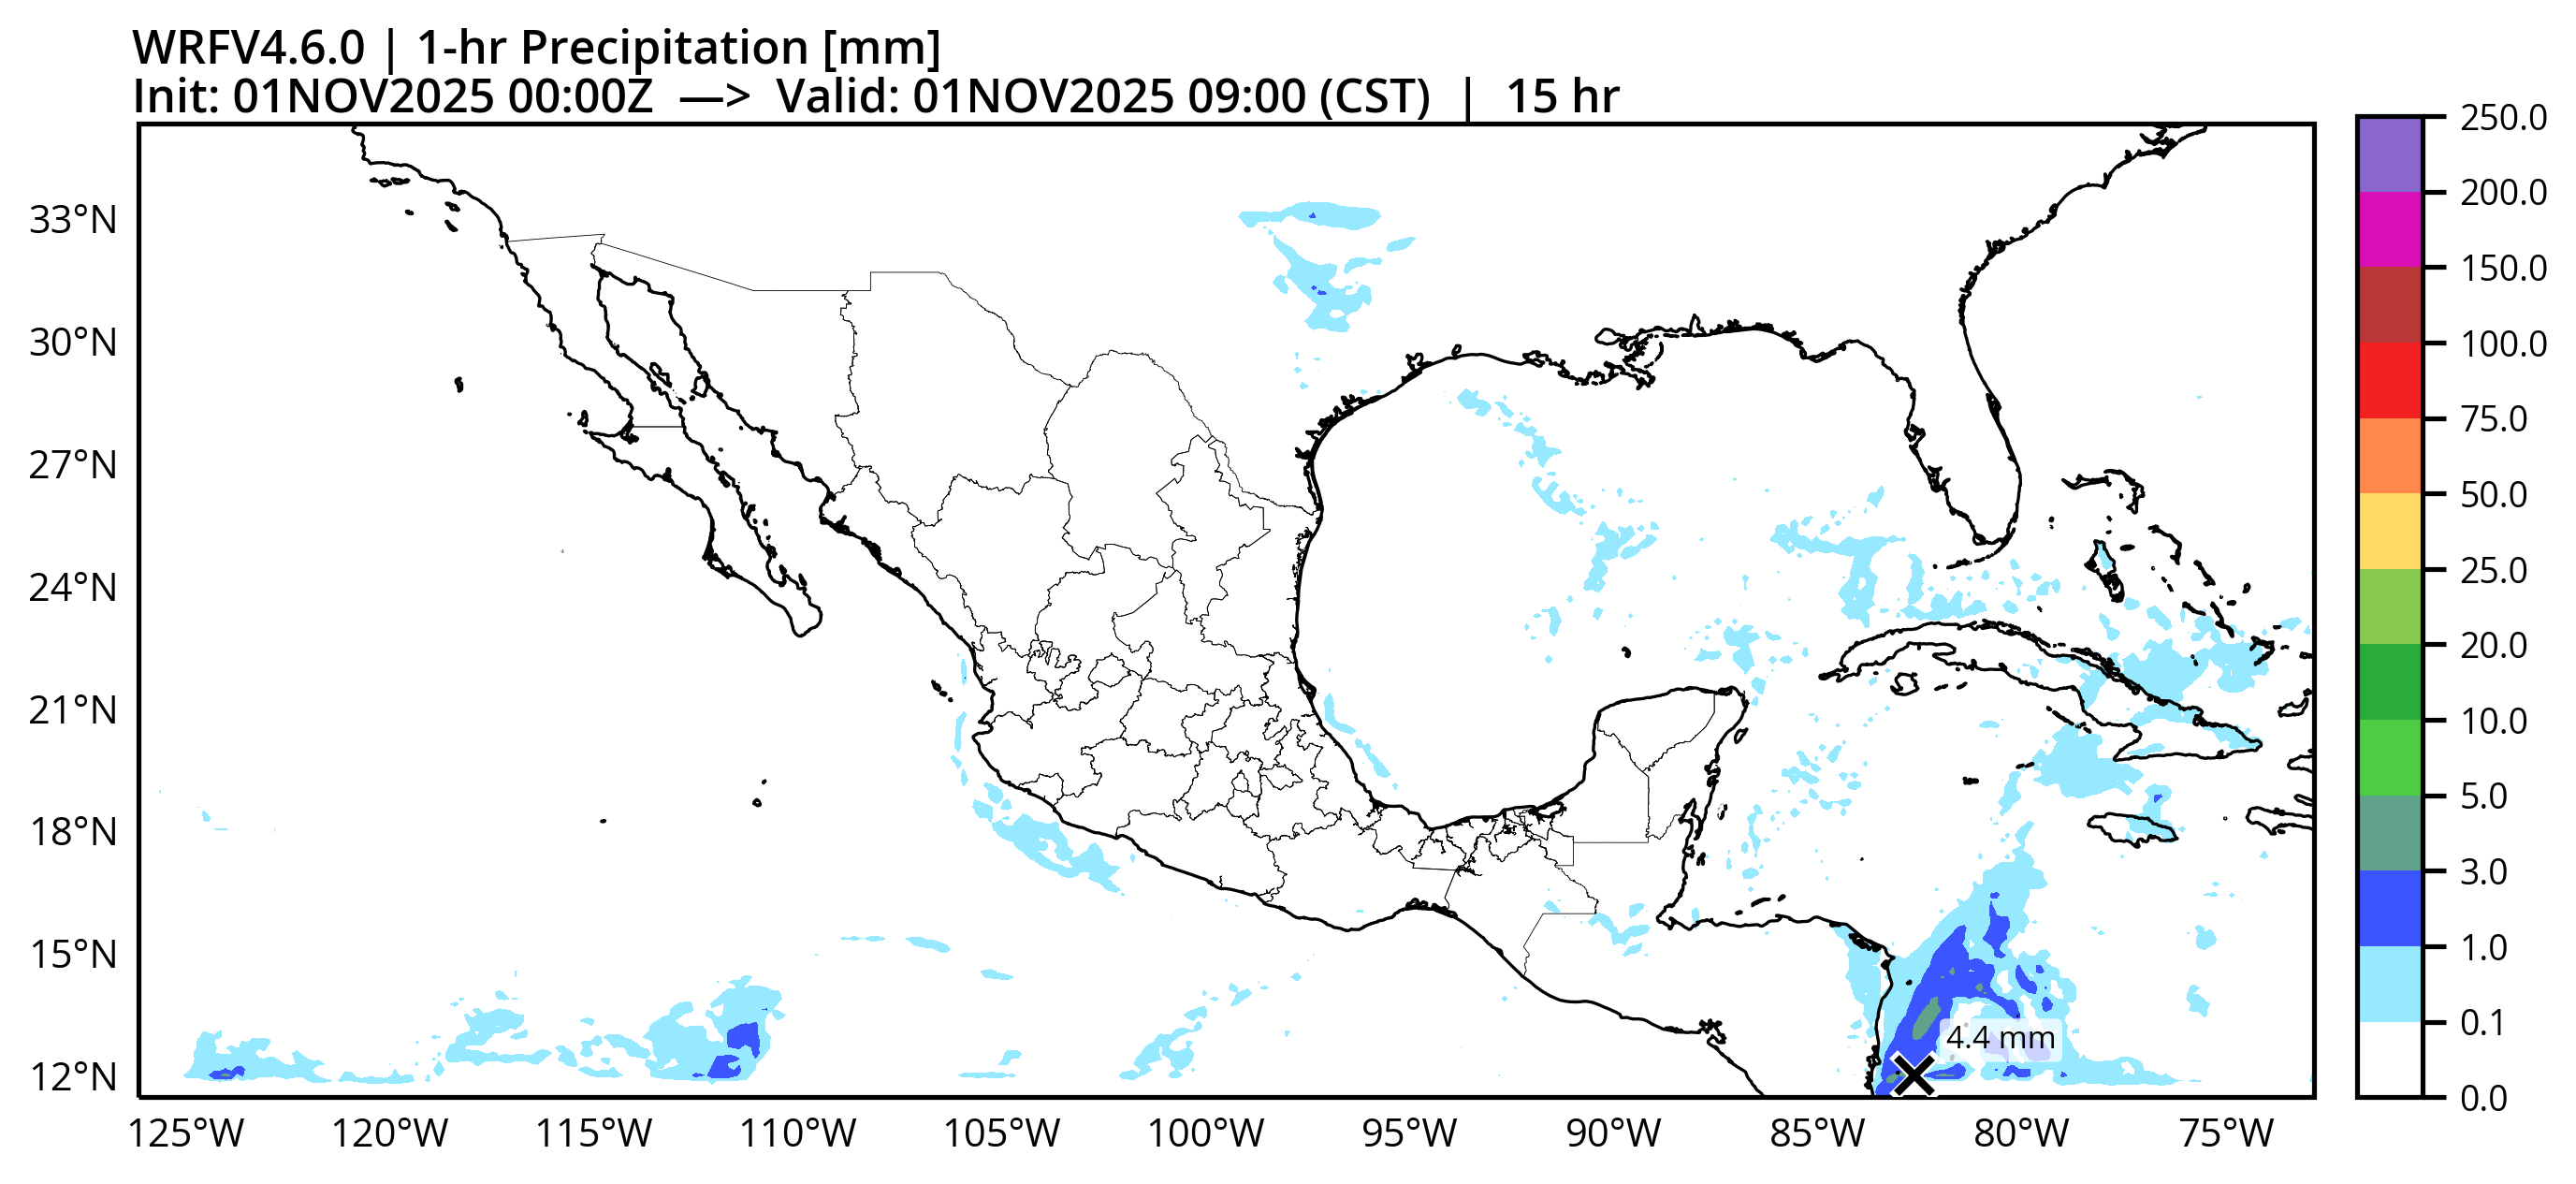 WRFV4.6.0 | 1-hr Precipitation [mm]
Init: 01NOV2025 00:00Z —> Valid: 01NOV2025 09:00 (CST) | 15 hr
250.0
200.0
150.0
100.0
75.0
50.0
25.0
20.0
10.0
5.0
3.0
1.0
0.1
0.0
33°N
30°N
27°N
24°N
21°N
18°N
15°N
12°N
4.4 mm
125°W 120°W 115°W 110°W 105°W 100°W 95°W 90°W 85°W 80°W 75°W